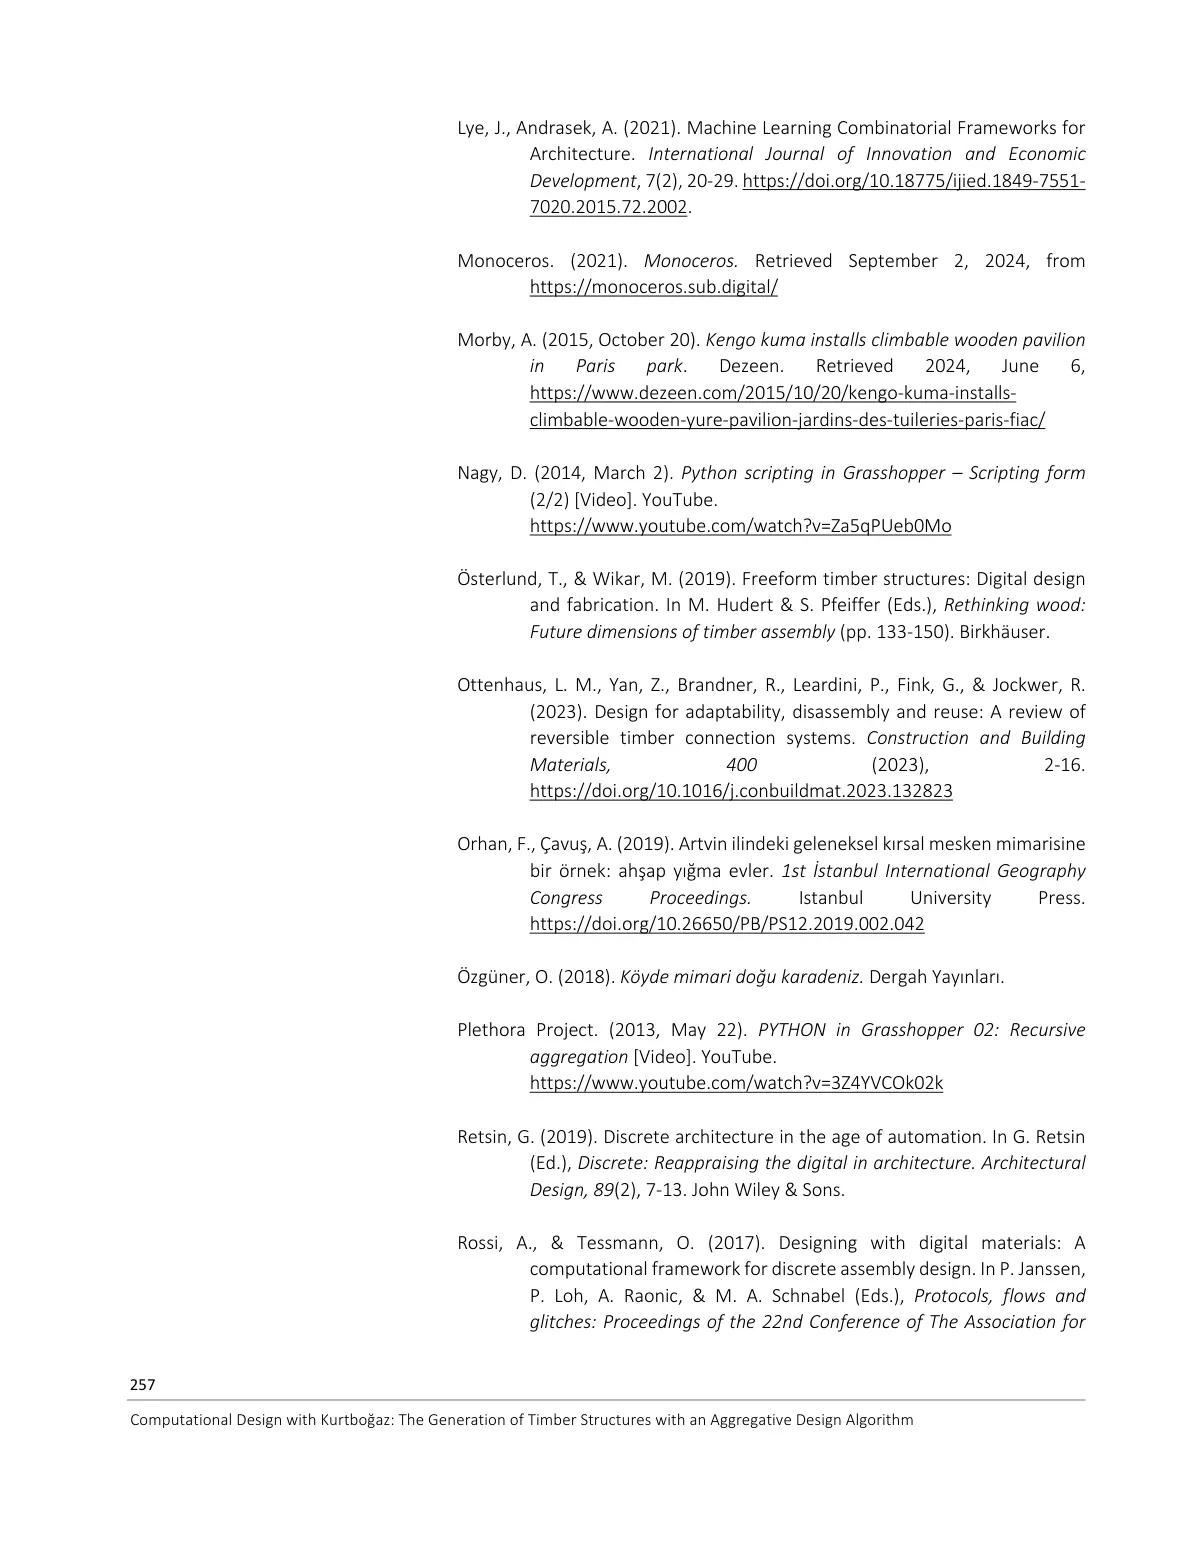 Lye, J., Andrasek, A. (2021). Machine Learning Combinatorial Frameworks for
Architecture. International Journal of Innovation and Economic
Development, 7(2), 20-29. https://doi.org/10.18775/ijied.1849-7551-
7020.2015.72.2002.
Monoceros. (2021). Monoceros. Retrieved September 2, 2024, from
https://monoceros.sub.digital/
Morby, A. (2015, October 20). Kengo kuma installs climbable wooden pavilion
in Paris park. Dezeen. Retrieved 2024, June 6,
https://www.dezeen.com/2015/10/20/kengo-kuma-installs-
climbable-wooden-yure-pavilion-jardins-des-tuileries-paris-fiac/
Nagy, D. (2014, March 2). Python scripting in Grasshopper – Scripting form
(2/2) [Video]. YouTube.
https://www.youtube.com/watch?v=Za5qPUeb0Mo
Österlund, T., & Wikar, M. (2019). Freeform timber structures: Digital design
and fabrication. In M. Hudert & S. Pfeiffer (Eds.), Rethinking wood:
Future dimensions of timber assembly (pp. 133-150). Birkhäuser.
Ottenhaus, L. M., Yan, Z., Brandner, R., Leardini, P., Fink, G., & Jockwer, R.
(2023). Design for adaptability, disassembly and reuse: A review of
reversible timber connection systems. Construction and Building
Materials, 400 (2023), 2-16.
https://doi.org/10.1016/j.conbuildmat.2023.132823
Orhan, F., Çavuş, A. (2019). Artvin ilindeki geleneksel kırsal mesken mimarisine
bir örnek: ahşap yığma evler. 1st İstanbul International Geography
Congress Proceedings. Istanbul University Press.
https://doi.org/10.26650/PB/PS12.2019.002.042
Özgüner, O. (2018). Köyde mimari doğu karadeniz. Dergah Yayınları.
Plethora Project. (2013, May 22). PYTHON in Grasshopper 02: Recursive
aggregation [Video]. YouTube.
https://www.youtube.com/watch?v=3Z4YVCOk02k
Retsin, G. (2019). Discrete architecture in the age of automation. In G. Retsin
(Ed.), Discrete: Reappraising the digital in architecture. Architectural
Design, 89(2), 7-13. John Wiley & Sons.
Rossi, A., & Tessmann, O. (2017). Designing with digital materials: A
computational framework for discrete assembly design. In P. Janssen,
P. Loh, A. Raonic, & M. A. Schnabel (Eds.), Protocols, flows and
glitches: Proceedings of the 22nd Conference of The Association for
257
Computational Design with Kurtboğaz: The Generation of Timber Structures with an Aggregative Design Algorithm